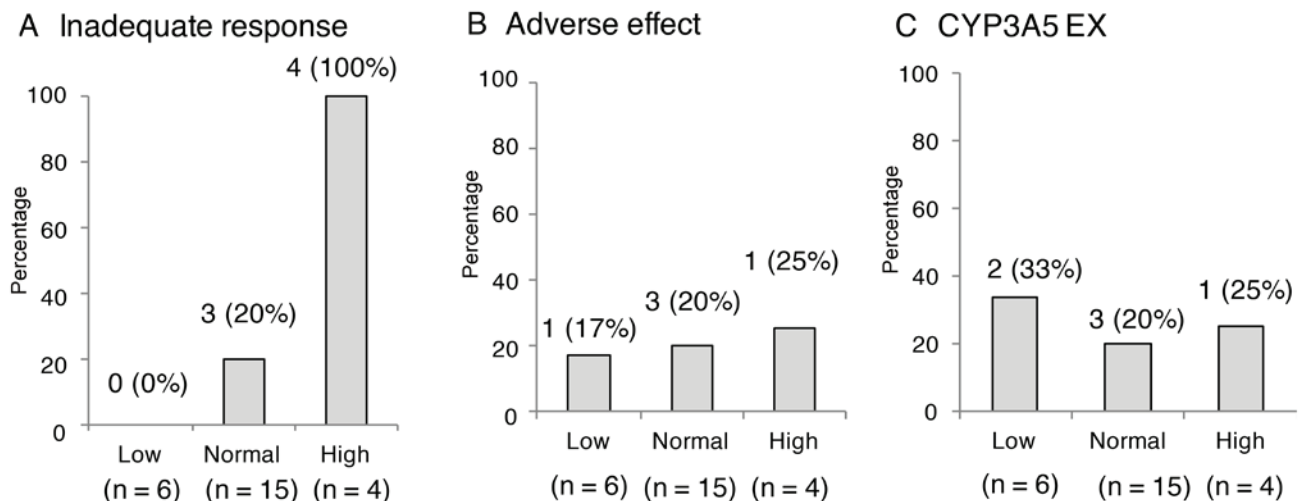 A Inadequate response
4 (100%)
100
80
60
40
20
0
Percentage
3 (20%)
0 (0%)
Low
Normal
High
(n = 6)
(n = 15)
(n = 4)
B Adverse effect
100
80
60
40
20
0
Percentage
1 (25%)
3 (20%)
1 (17%)
Low
Normal
High
(n = 6)
(n = 15)
(n = 4)
C CYP3A5 EX
100
80
60
40
20
0
Percentage
2 (33%)
1 (25%)
3 (20%)
Low
Normal
High
(n = 6)
(n = 15)
(n = 4)